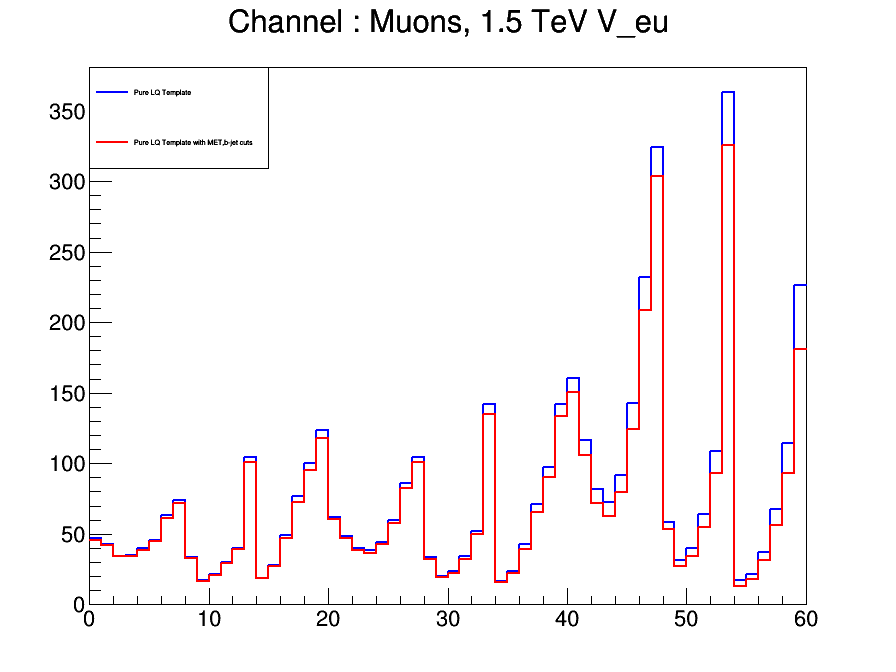 Channel : Muons, 1.5 TeV V_eu
Pure LQ Template
Pure LQ Template with MET,b-jet cuts
350
300
250
200
150
100
50
0
0 10 20 30 40 50 60